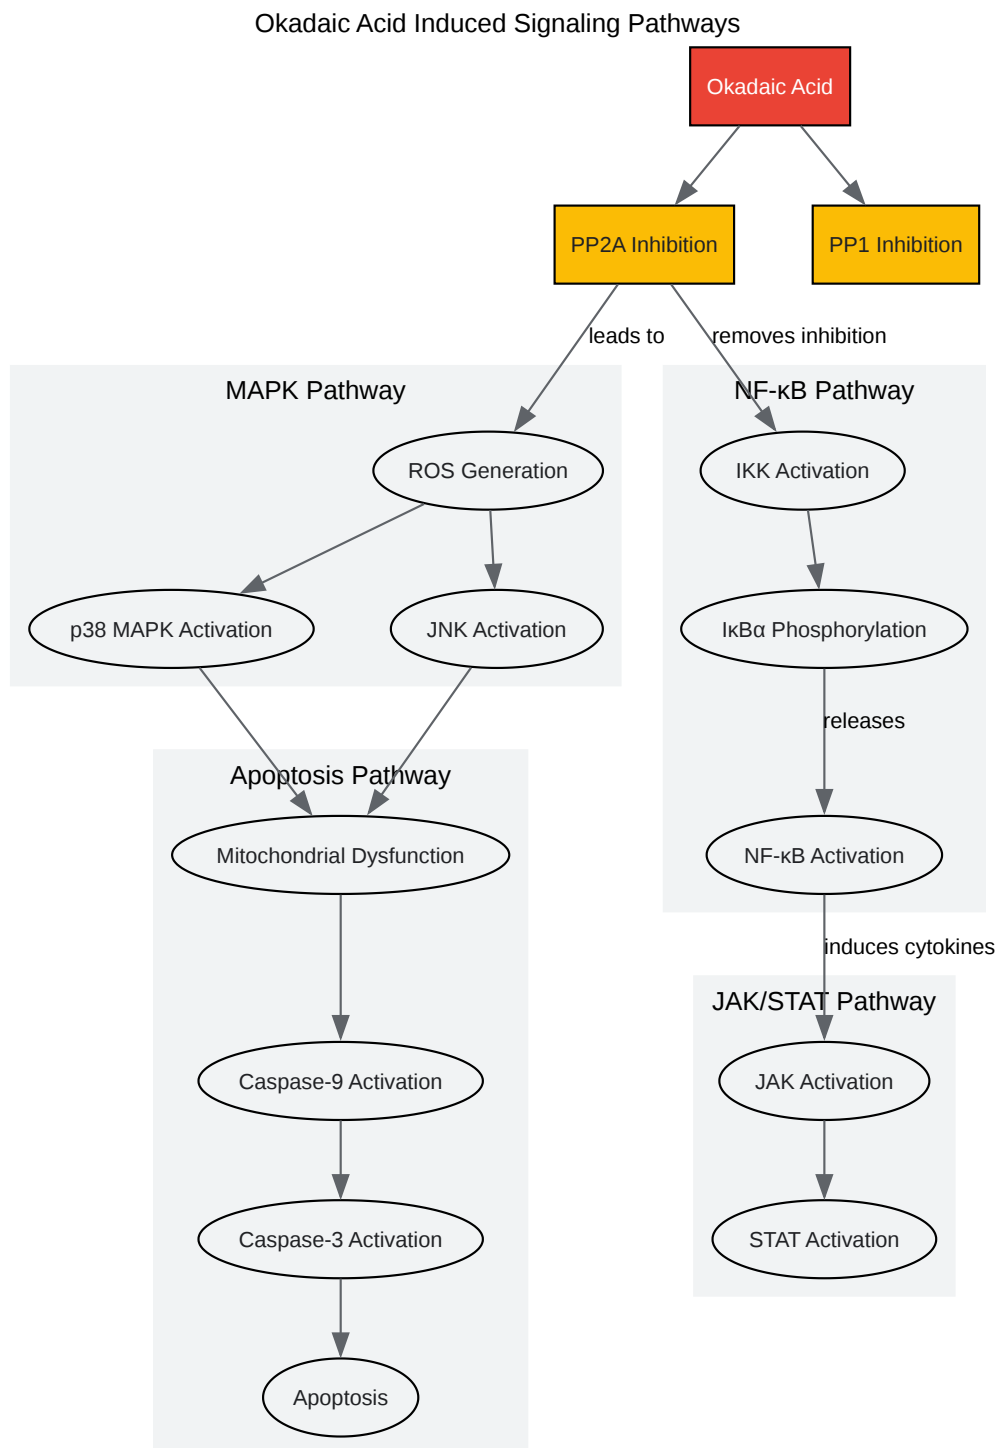 Okadaic Acid Induced Signaling Pathways
Okadaic Acid
PP2A Inhibition
PP1 Inhibition
leads to
removes inhibition
MAPK Pathway
NF-κB Pathway
ROS Generation
IKK Activation
p38 MAPK Activation
JNK Activation
IκBα Phosphorylation
releases
Apoptosis Pathway
Mitochondrial Dysfunction
NF-κB Activation
induces cytokines
JAK/STAT Pathway
Caspase-9 Activation
JAK Activation
Caspase-3 Activation
STAT Activation
Apoptosis